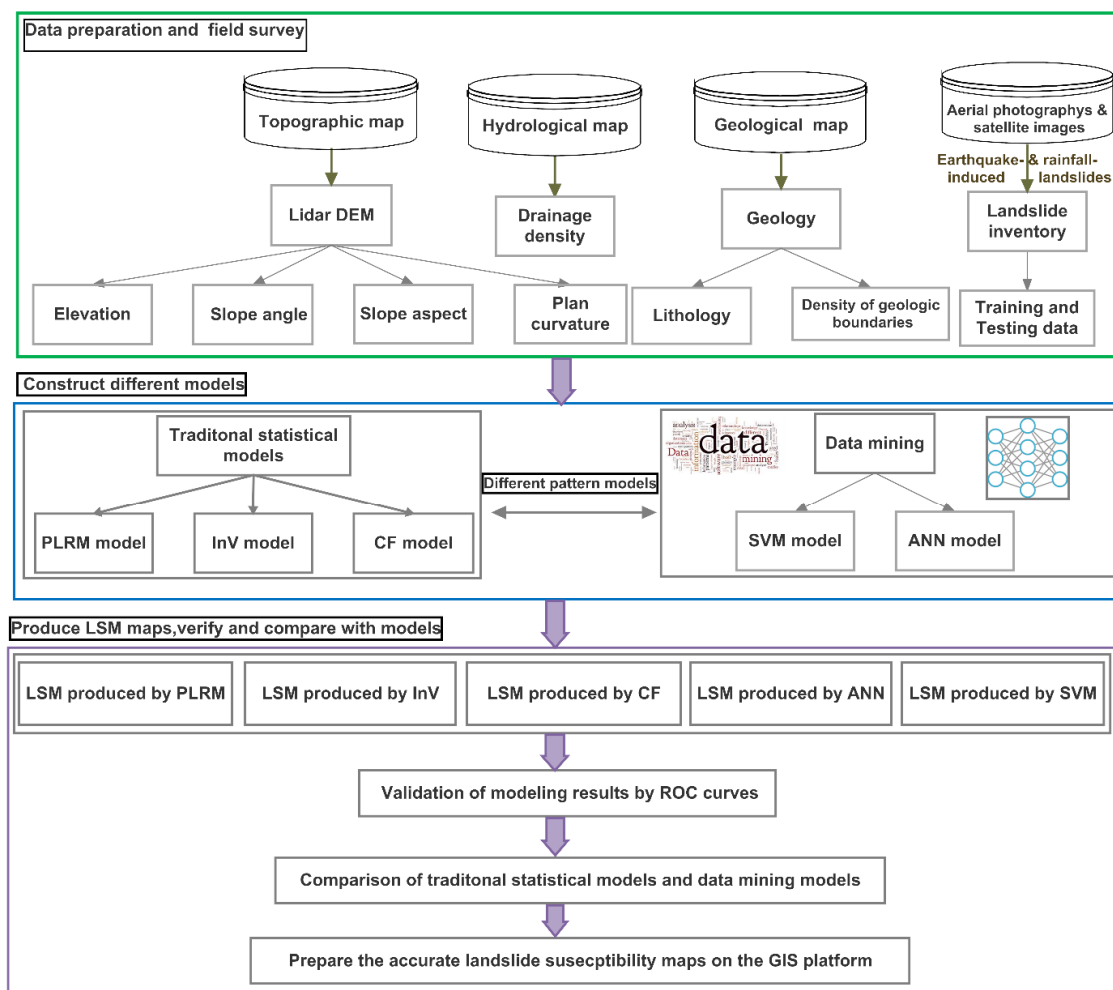 Data preparation and field survey
Topographic map
Hydrological map
Geological map
Aerial photographys &
satellite images
Earthquake- & rainfall-
induced landslides
Lidar DEM
Drainage
density
Geology
Landslide
inventory
Elevation
Slope angle
Slope aspect
Plan
curvature
Lithology
Density of geologic
boundaries
Training and
Testing data
Construct different models
Traditonal statistical
models
PLRM model
InV model
CF model
Different pattern models
analysis
information
data
Data
mining
Data mining
SVM model
ANN model
Produce LSM maps,verify and compare with models
LSM produced by PLRM
LSM produced by InV
LSM produced by CF
LSM produced by ANN
LSM produced by SVM
Validation of modeling results by ROC curves
Comparison of traditonal statistical models and data mining models
Prepare the accurate landslide susecptibility maps on the GIS platform